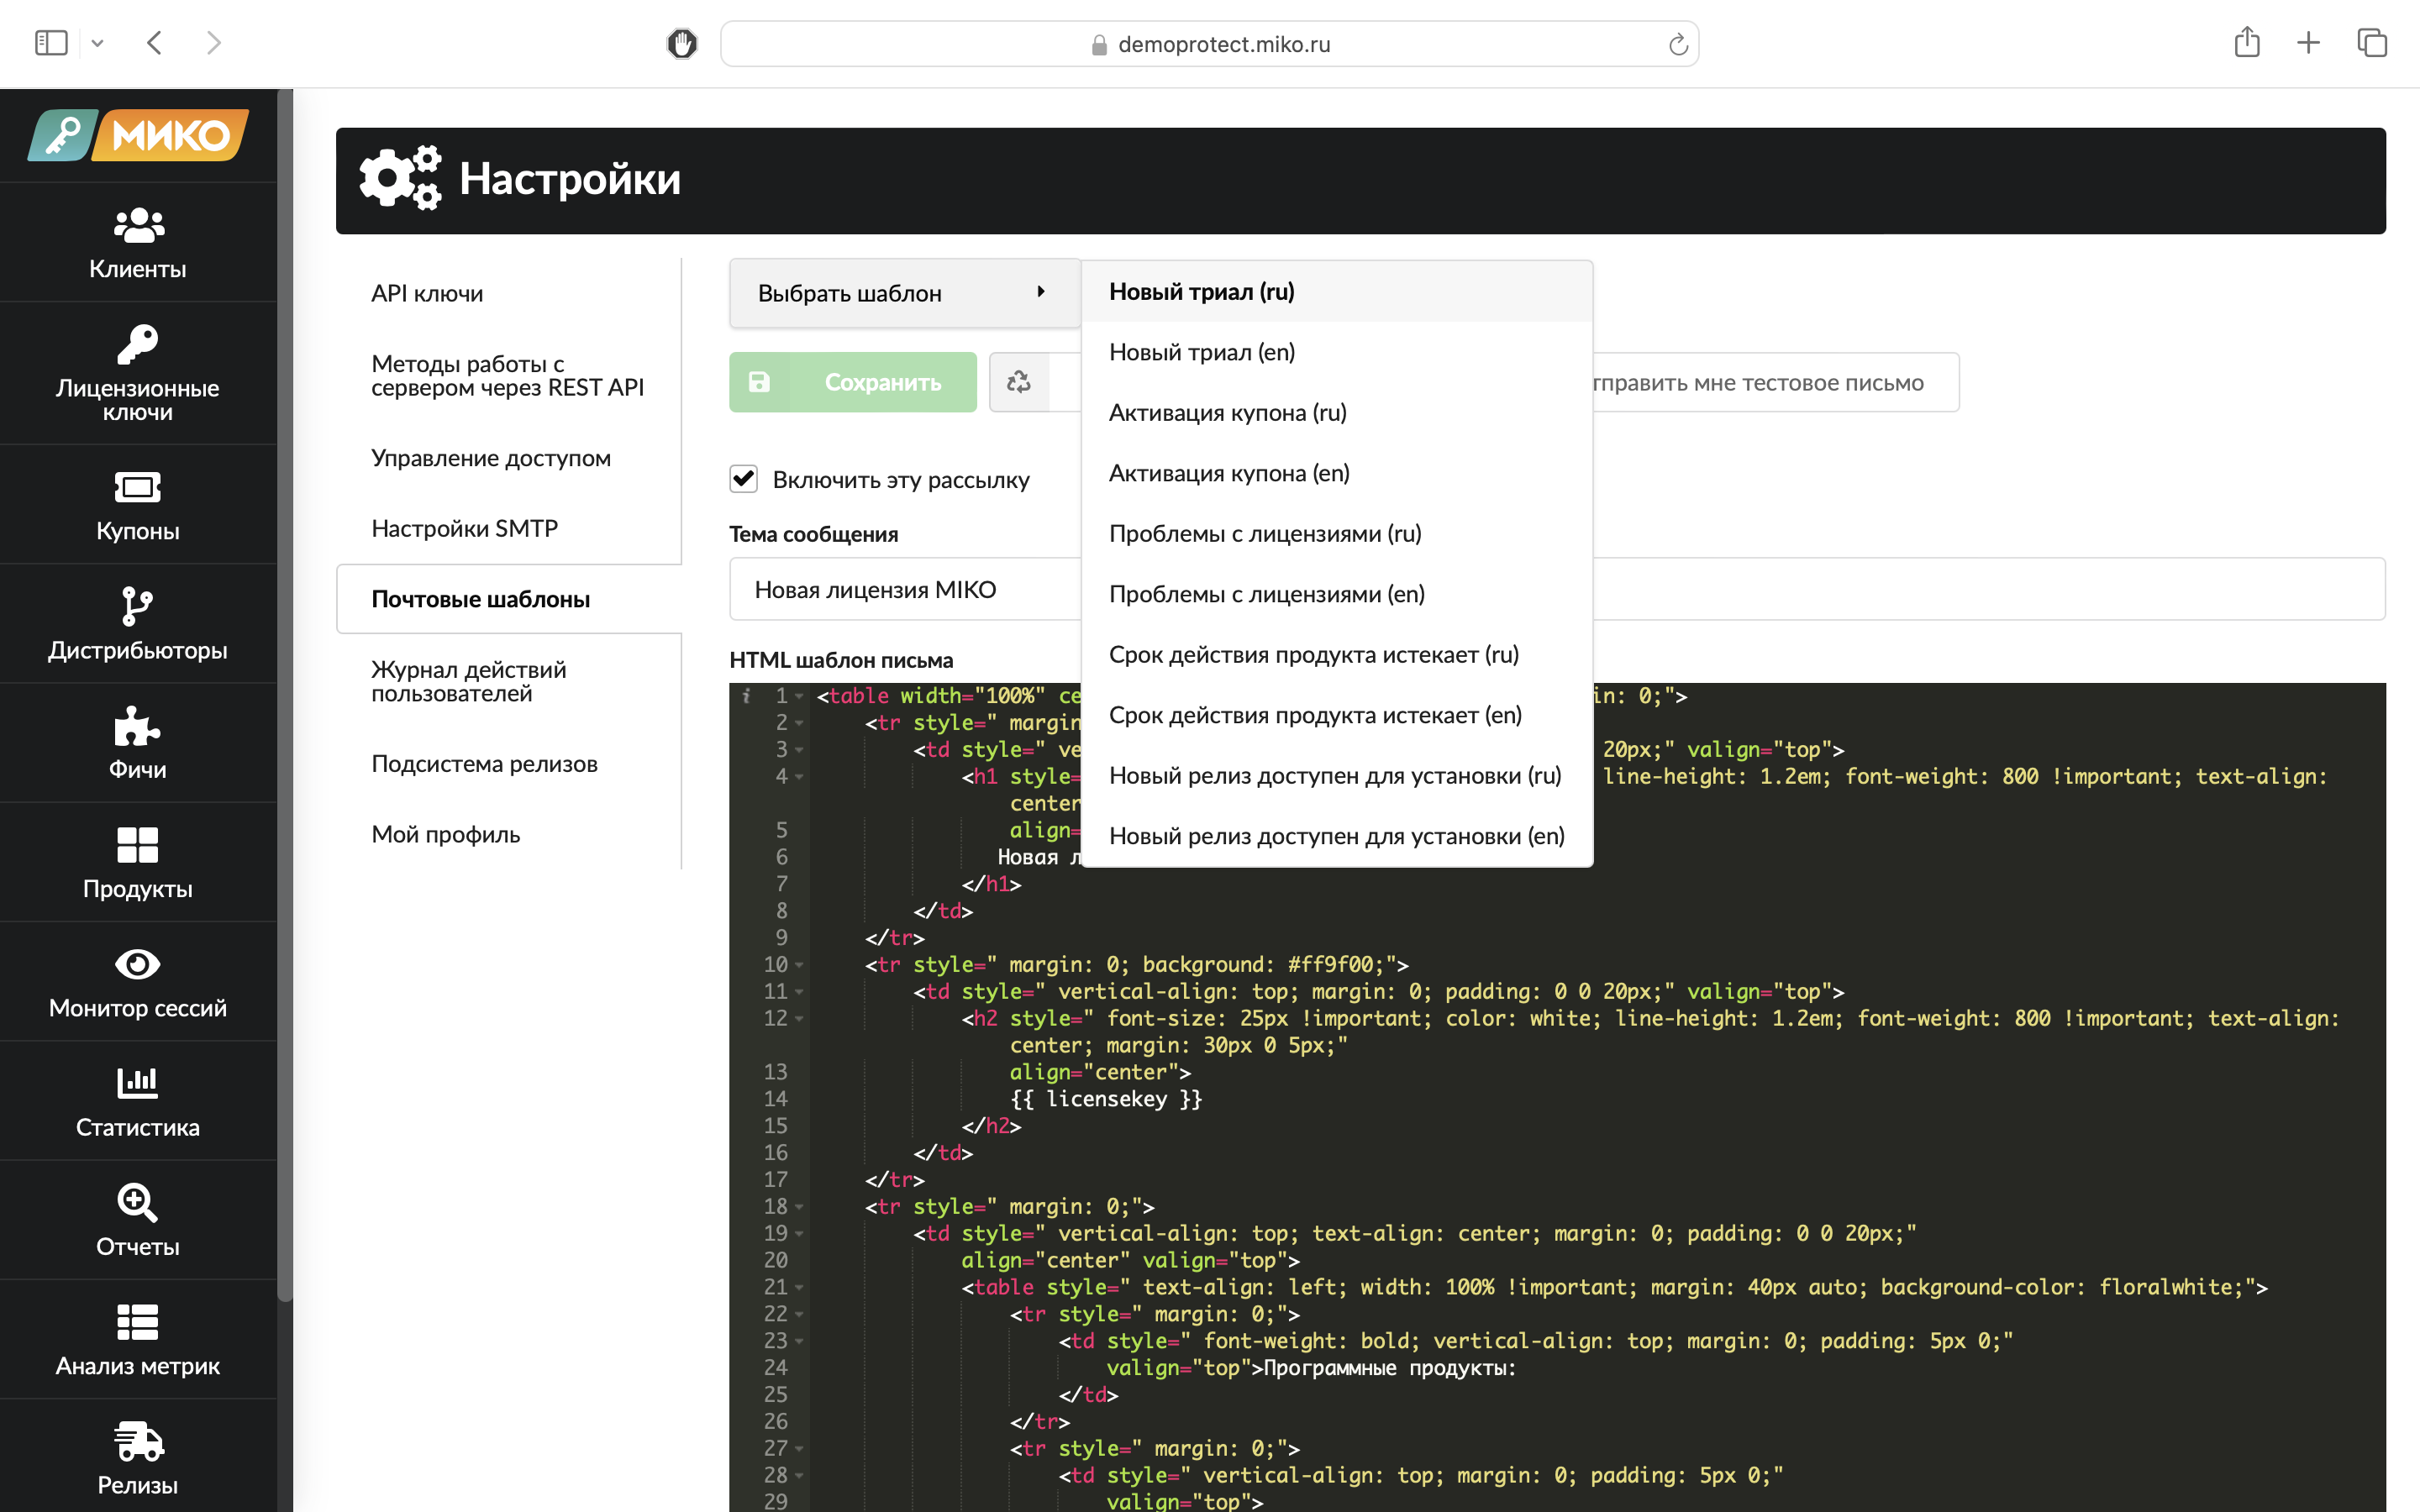 demoprotect.miko.ru
МИКО
Клиенты
Лицензионные
ключи
Купоны
Дистрибьюторы
Фичи
Продукты
Монитор сессий
Статистика
Отчеты
Анализ метрик
Релизы
Настройки
API ключи
Методы работы с
сервером через REST API
Управление доступом
Настройки SMTP
Почтовые шаблоны
Журнал действий
пользователей
Подсистема релизов
Мой профиль
Выбрать шаблон
Новый триал (ru)
Новый триал (en)
Активация купона (ru)
Активация купона (en)
Проблемы с лицензиями (ru)
Проблемы с лицензиями (en)
Срок действия продукта истекает (ru)
Срок действия продукта истекает (en)
Новый релиз доступен для установки (ru)
Новый релиз доступен для установки (en)
Сохранить
тправить мне тестовое письмо
Включить эту рассылку
Тема сообщения
Новая лицензия MIKO
HTML шаблон письма
1 <table width="100%" ce in: 0;">
2 <tr style=" margin
3 <td style=" ve 20px;" valign="top">
4 <h1 style= line-height: 1.2em; font-weight: 800 !important; text-align:
center
5 align=
6 Новая л
7 </h1>
8 </td>
9 </tr>
10 <tr style=" margin: 0; background: #ff9f00;">
11 <td style=" vertical-align: top; margin: 0; padding: 0 0 20px;" valign="top">
12 <h2 style=" font-size: 25px !important; color: white; line-height: 1.2em; font-weight: 800 !important; text-align:
center; margin: 30px 0 5px;"
13 align="center">
14 {{ licensekey }}
15 </h2>
16 </td>
17 </tr>
18 <tr style=" margin: 0;">
19 <td style=" vertical-align: top; text-align: center; margin: 0; padding: 0 0 20px;"
20 align="center" valign="top">
21 <table style=" text-align: left; width: 100% !important; margin: 40px auto; background-color: floralwhite;">
22 <tr style=" margin: 0;">
23 <td style=" font-weight: bold; vertical-align: top; margin: 0; padding: 5px 0;"
24 valign="top">Программные продукты:
25 </td>
26 </tr>
27 <tr style=" margin: 0;">
28 <td style=" vertical-align: top; margin: 0; padding: 5px 0;"
29 valign="top">